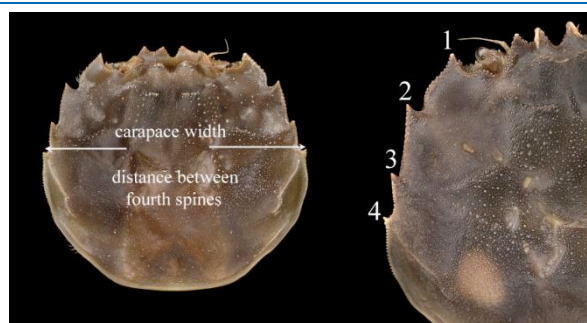 carapace width
distance between
fourth spines
1
2
3
4